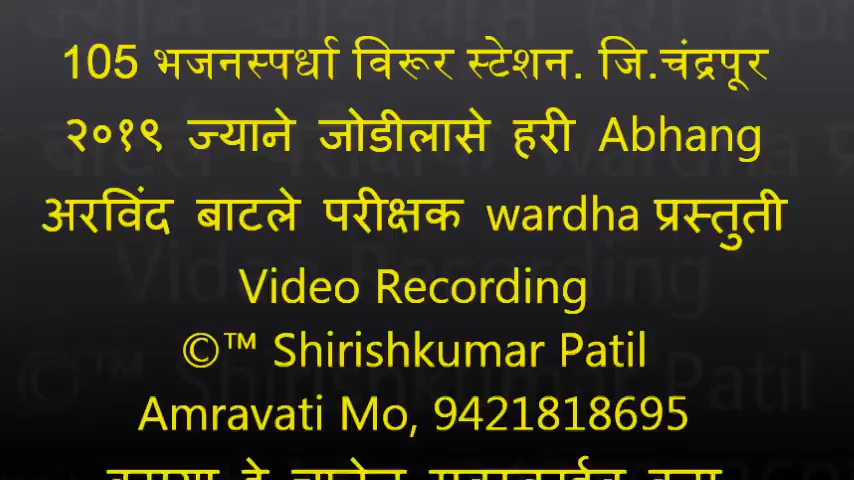 105 भजनस्पर्धा विरूर स्टेशन. जि.चंद्रपूर
२०१९ ज्याने जोडीलासे हरी Abhang
अरविंद बाटले परीक्षक wardha प्रस्तुती
Video Recording
©™ Shirishkumar Patil
Amravati Mo, 9421818695